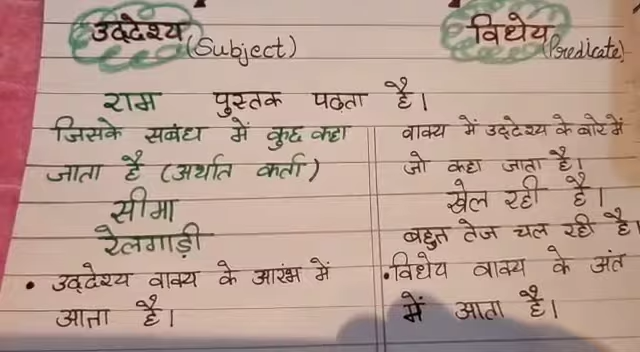 उद्देश्य (Subject)
विधेय (Predicate)
राम पुस्तक पढ़ता है।
जिसके सबंध में कुछ कहा
जाता है (अर्थात कर्ता)
सीमा
रेलगाड़ी
• उद्देश्य वाक्य के आरंभ में
आता है।
वाक्य में उद्देश्य के बारे में
जो कहा जाता है।
खेल रही है।
बहुत तेज चल रही है।
• विधेय वाक्य के अंत
में आता है।